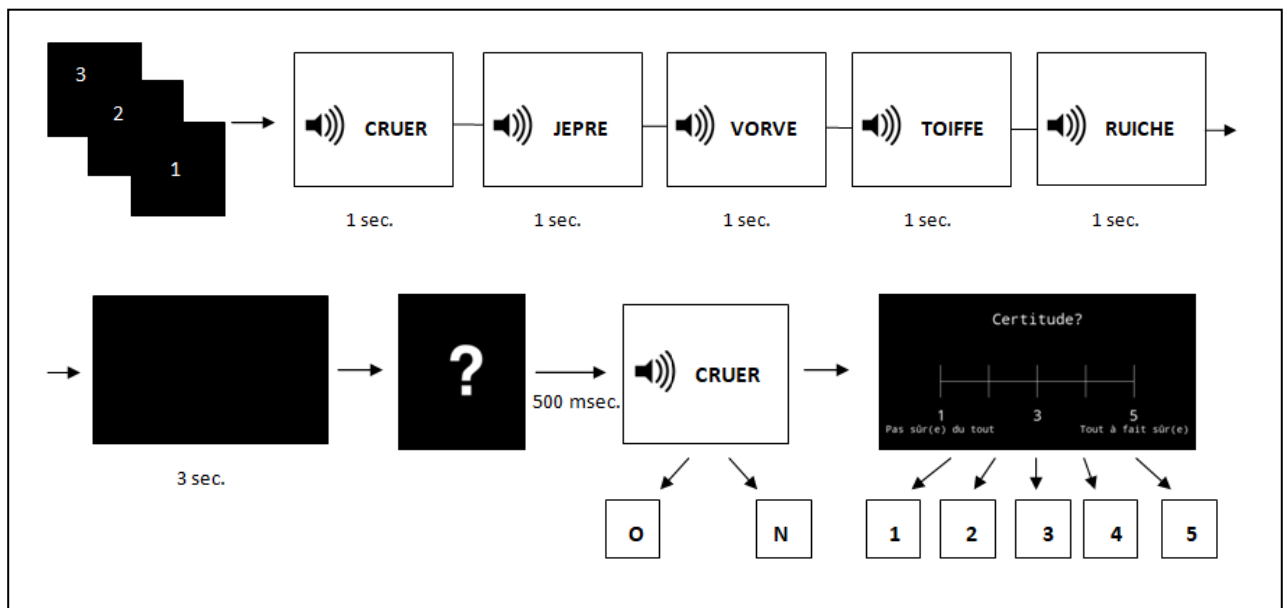 3
2
1
CRUER JEPRE VORVE TOIFFE RUICHE
1 sec. 1 sec. 1 sec. 1 sec. 1 sec.
3 sec.
?
500 msec.
CRUER
O N
Certitude?
1 3 5
Pas sûr(e) du tout Tout à fait sûr(e)
1 2 3 4 5